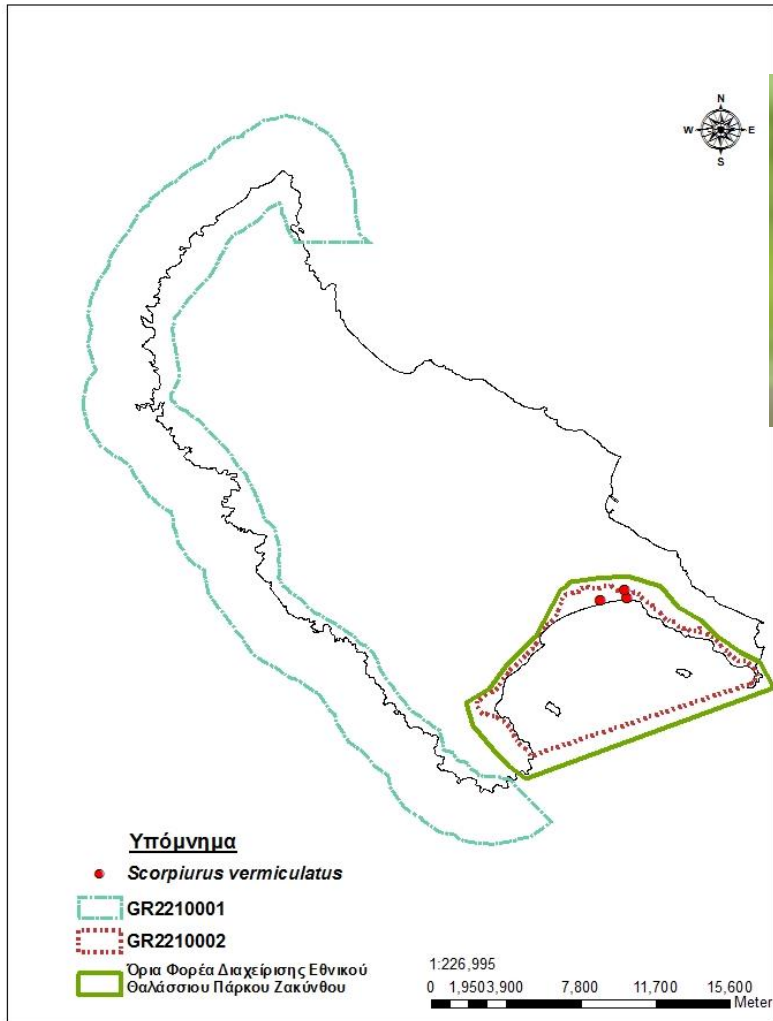 N
W E
S
Υπόμνημα
Scorpiurus vermiculatus
GR2210001
GR2210002
Όρια Φορέα Διαχείρισης Εθνικού
Θαλάσσιου Πάρκου Ζακύνθου
1:226,995
0 1,9503,900 7,800 11,700 15,600
Meter